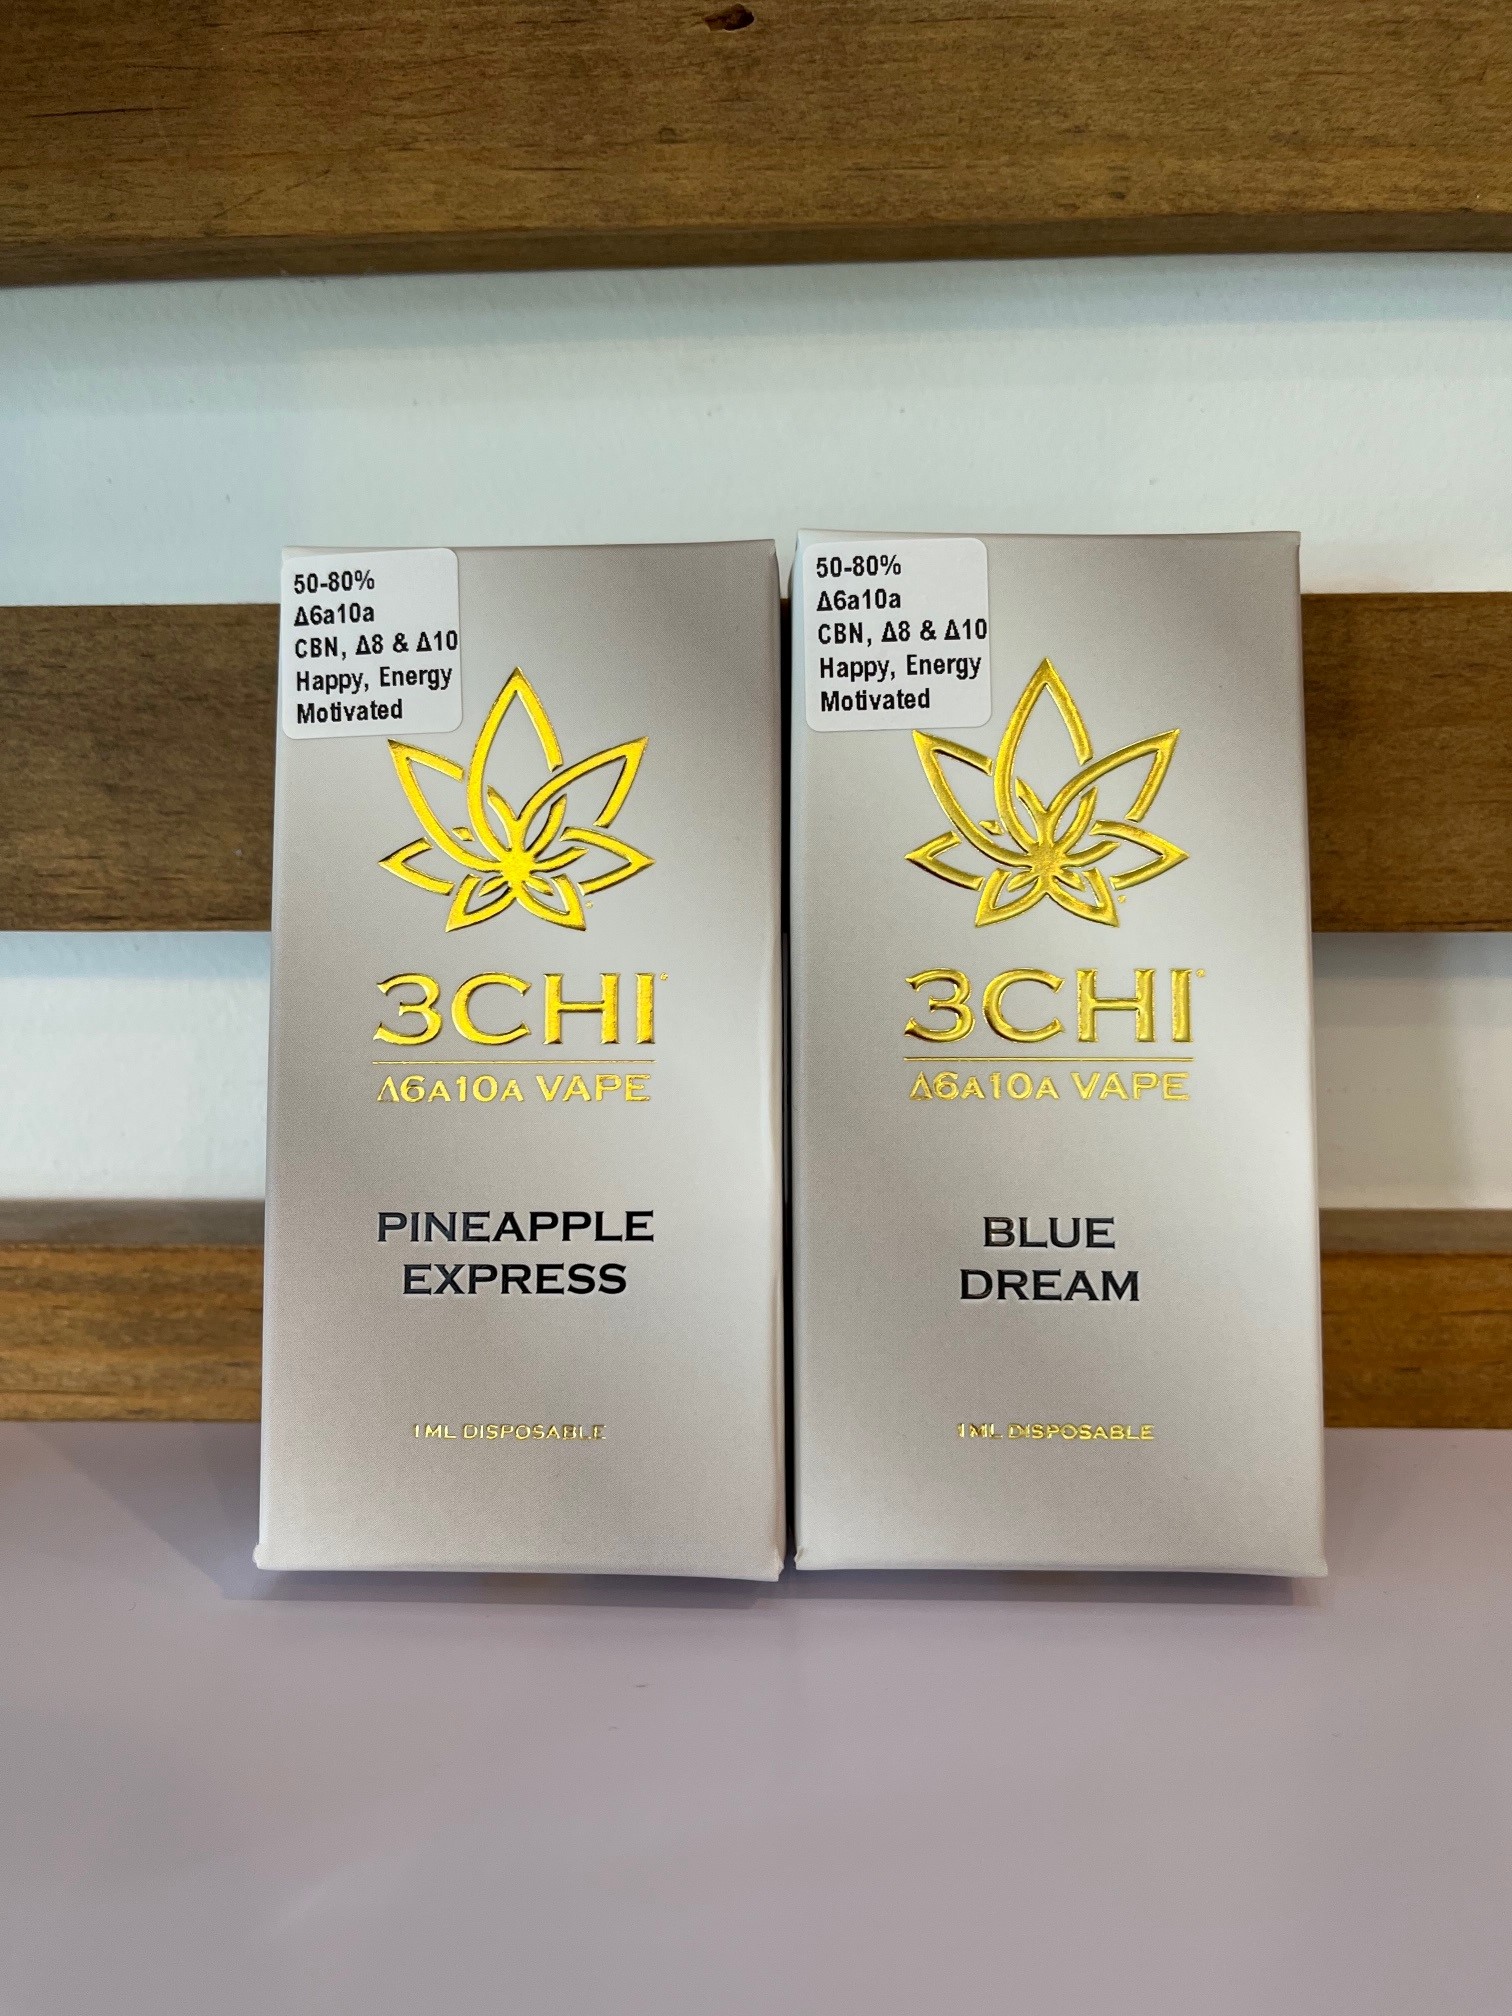 50-80%
Δ6a10a
CBN, Δ8 & Δ10
Happy, Energy
Motivated
3CHI
Δ6A10A VAPE
PINEAPPLE
EXPRESS
1ML DISPOSABLE
50-80%
Δ6a10a
CBN, Δ8 & Δ10
Happy, Energy
Motivated
3CHI
Δ6A10A VAPE
BLUE
DREAM
1ML DISPOSABLE